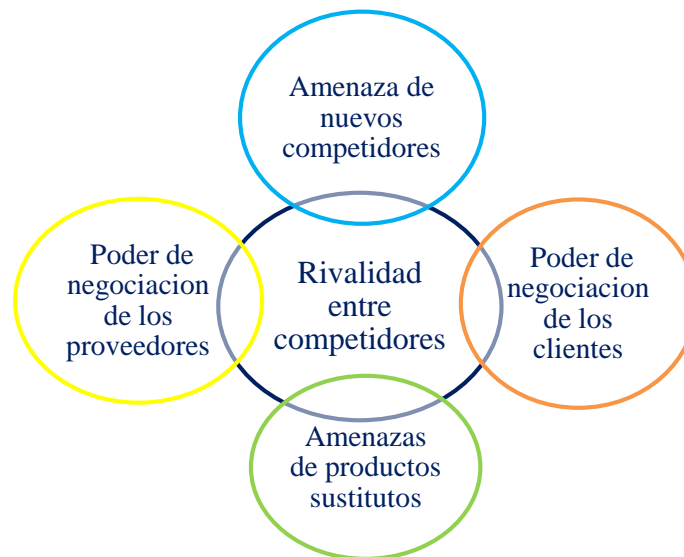 Amenaza de
nuevos
competidores
Poder de
negociacion
de los
proveedores
Rivalidad
entre
competidores
Poder de
negociacion
de los
clientes
Amenazas
de productos
sustitutos